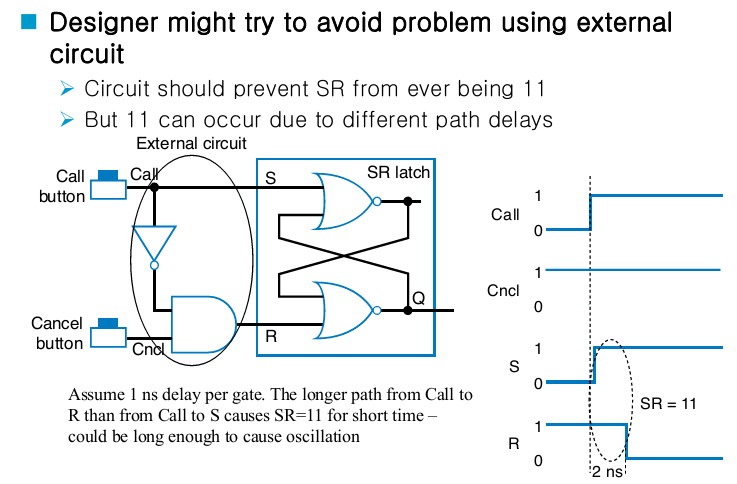 Designer might try to avoid problem using external
circuit
Circuit should prevent SR from ever being 11
But 11 can occur due to different path delays
External circuit
Call
button
Call
S
SR latch
Q
Cancel
button
Cncl
R
Assume 1 ns delay per gate. The longer path from Call to
R than from Call to S causes SR=11 for short time –
could be long enough to cause oscillation
1
Call
0
1
Cncl
0
1
S
0
SR = 11
1
R
0
2 ns